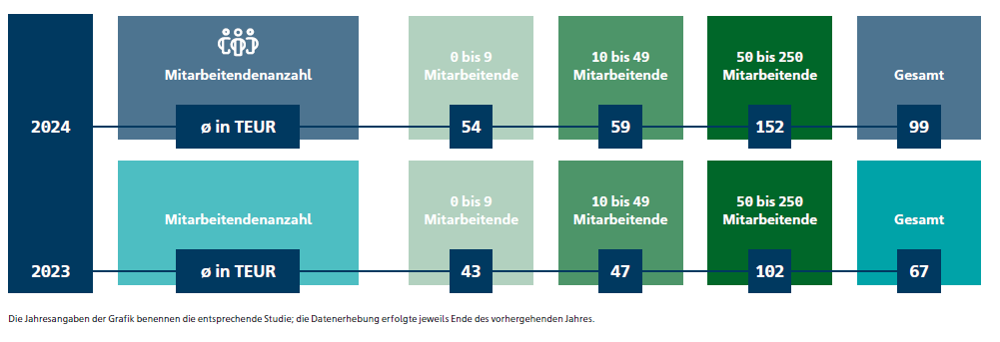 0 bis 9
10 bis 49
50 bis 250
Mitarbeitendenanzahl
Mitarbeitende
Mitarbeitende
Mitarbeitende
Gesamt
2024
ø in TEUR
54
59
152
99
0 bis 9
10 bis 49
50 bis 250
Mitarbeitendenanzahl
Mitarbeitende
Mitarbeitende
Mitarbeitende
Gesamt
2023
ø in TEUR
43
47
102
67
Die Jahresangaben der Grafik benennen die entsprechende Studie; die Datenerhebung erfolgte jeweils Ende des vorhergehenden Jahres.